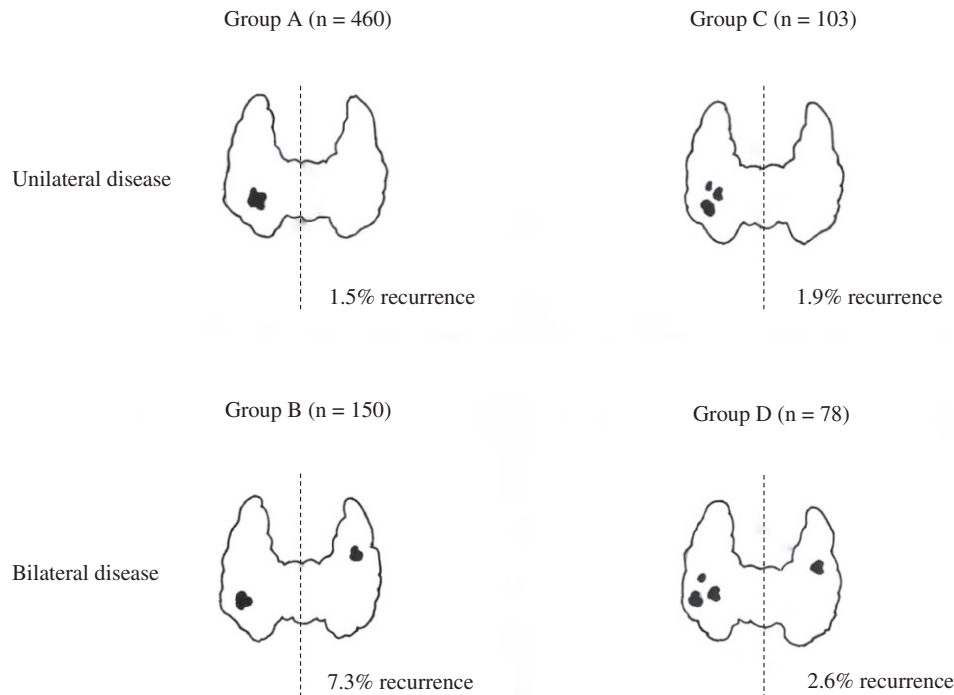 Group A (n = 460)
Group C (n = 103)
Unilateral disease
1.5% recurrence
1.9% recurrence
Group B (n = 150)
Group D (n = 78)
Bilateral disease
7.3% recurrence
2.6% recurrence